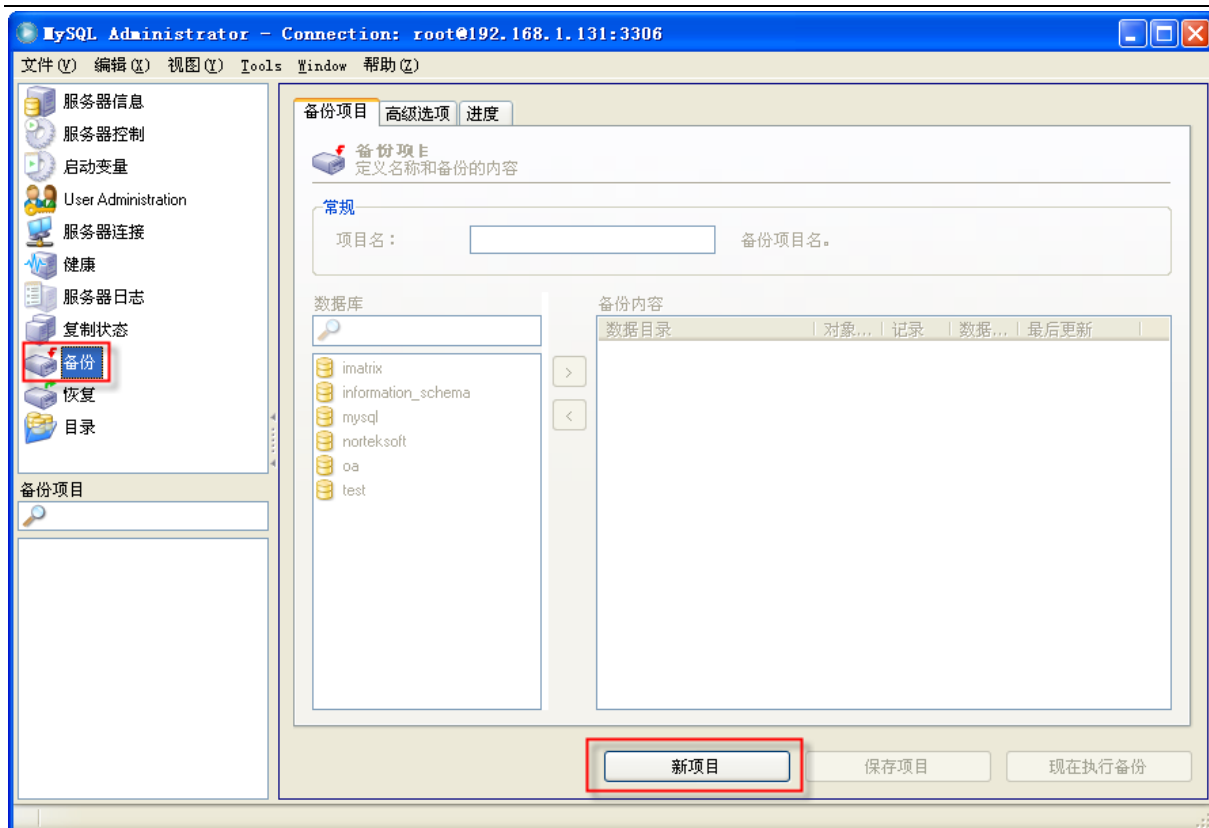 MySQL Administrator - Connection: root@192.168.1.131:3306
文件(V) 编辑(X) 视图(Y) Tools Window 帮助(Z)
服务器信息
服务器控制
启动变量
User Administration
服务器连接
健康
服务器日志
复制状态
备份
恢复
目录
备份项目
备份项目 高级选项 进度
备份项目
定义名称和备份的内容
常规
项目名： 备份项目名。
数据库
imatrix
information_schema
mysql
norteksoft
oa
test
>
<
备份内容
数据目录 对象... 记录 数据... 最后更新
新项目 保存项目 现在执行备份